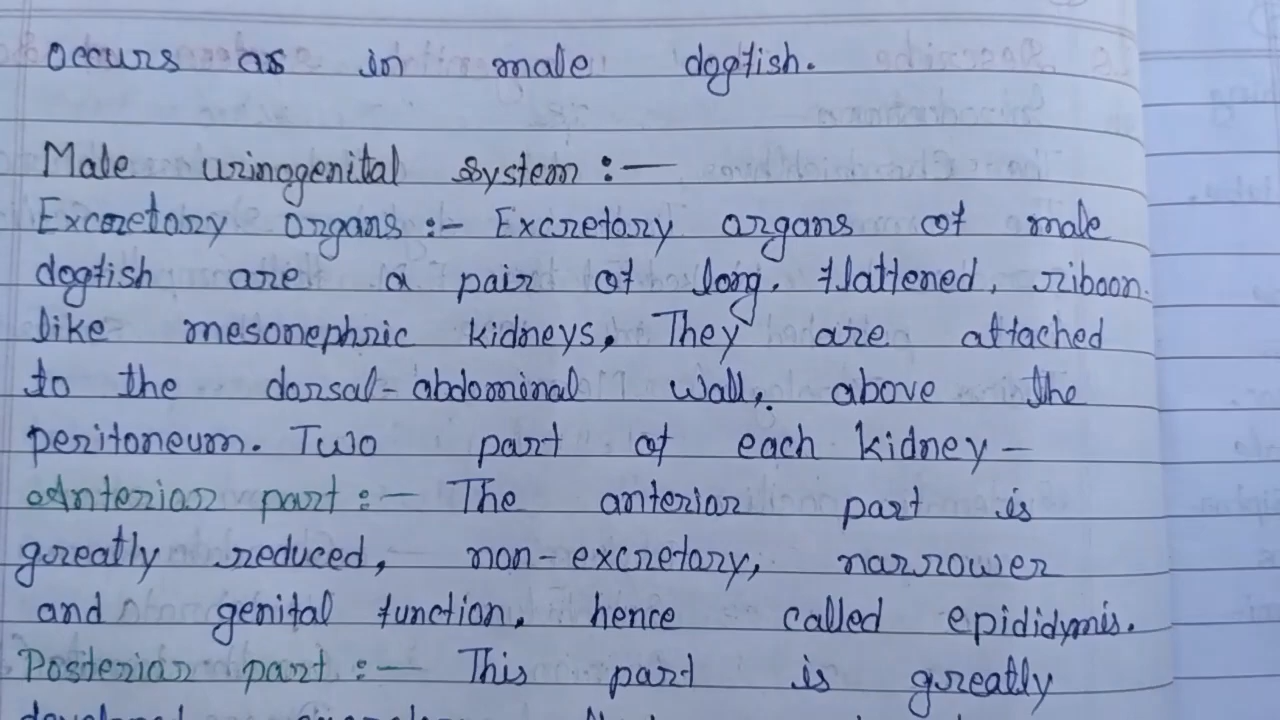 occurs as in male dogfish.
Male urinogenital system :—
Excretory organs :- Excretory organs of male
dogfish are a pair of long, flattened, riboon.
like mesonephric kidneys. They are attached
to the dorsal-abdominal wall, above the
peritoneum. Two part of each kidney-
Anterior part :— The anterior part is
greatly reduced, non-excretory, narrower
and genital function, hence called epididymis.
Posterior part :— This part is greatly